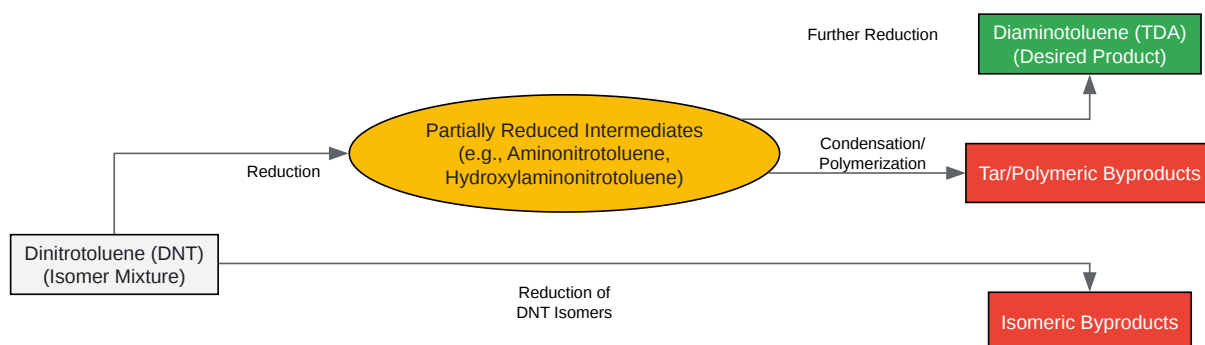 Further Reduction
Diaminotoluene (TDA)
(Desired Product)
Partially Reduced Intermediates
(e.g., Aminonitrotoluene,
Hydroxylaminonitrotoluene)
Reduction
Condensation/
Polymerization
Tar/Polymeric Byproducts
Dinitrotoluene (DNT)
(Isomer Mixture)
Reduction of
DNT Isomers
Isomeric Byproducts